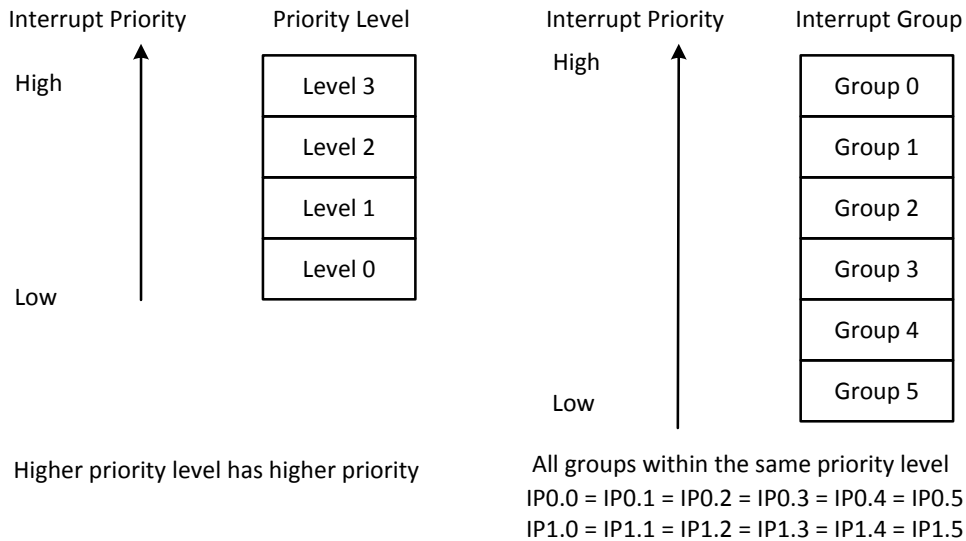 Interrupt Priority
Priority Level
High
Level 3
Level 2
Level 1
Level 0
Low
Higher priority level has higher priority
Interrupt Priority
Interrupt Group
High
Group 0
Group 1
Group 2
Group 3
Group 4
Group 5
Low
All groups within the same priority level
IP0.0 = IP0.1 = IP0.2 = IP0.3 = IP0.4 = IP0.5
IP1.0 = IP1.1 = IP1.2 = IP1.3 = IP1.4 = IP1.5